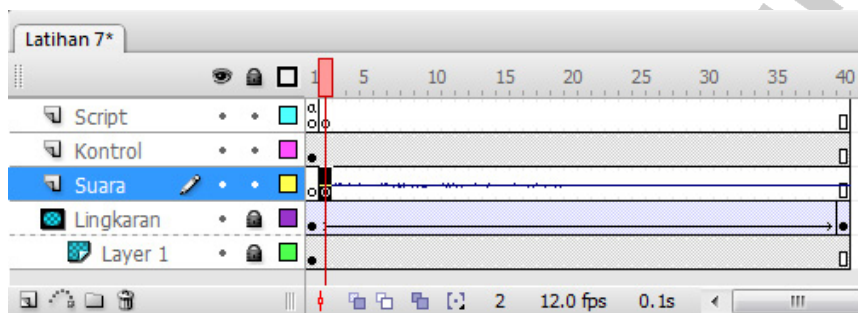 Latihan 7*
1 5 10 15 20 25 30 35 40
Script a
Kontrol
Suara
Lingkaran
Layer 1
2 12.0 fps 0.1s